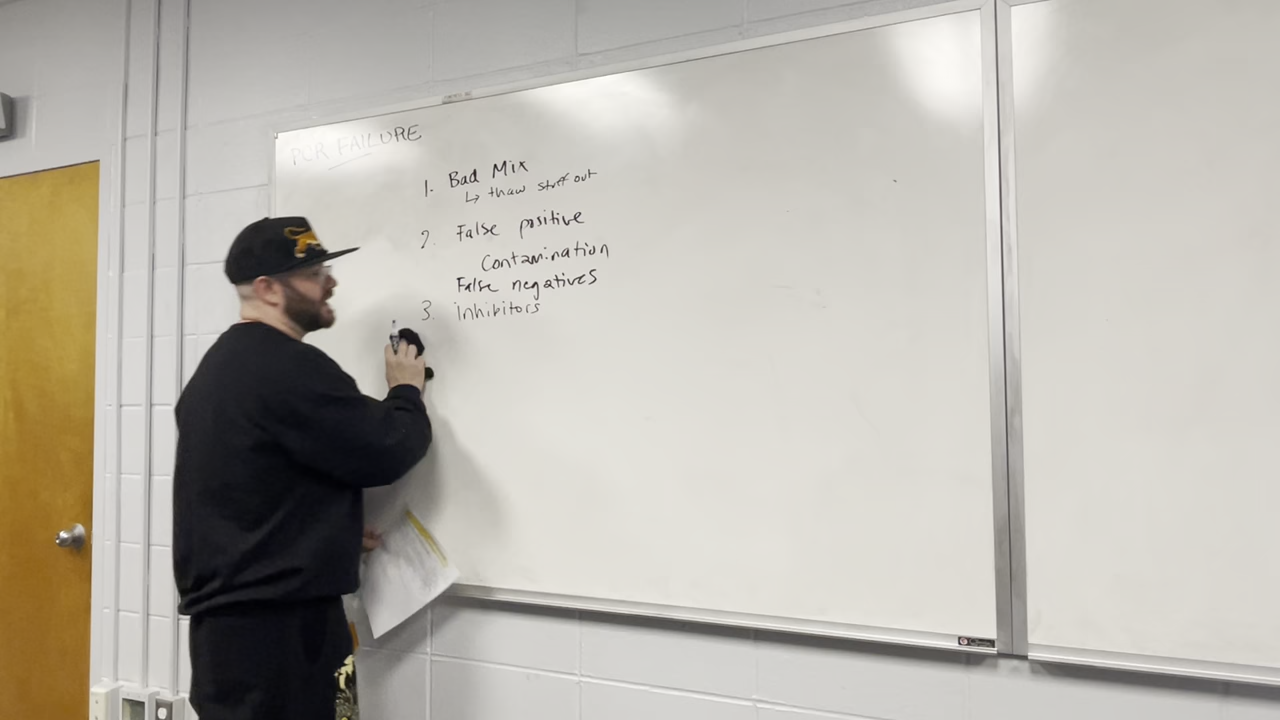 PCR FAILURE
1. Bad Mix
↳ thaw stuff out
2. False positive
Contamination
False negatives
3. inhibitors